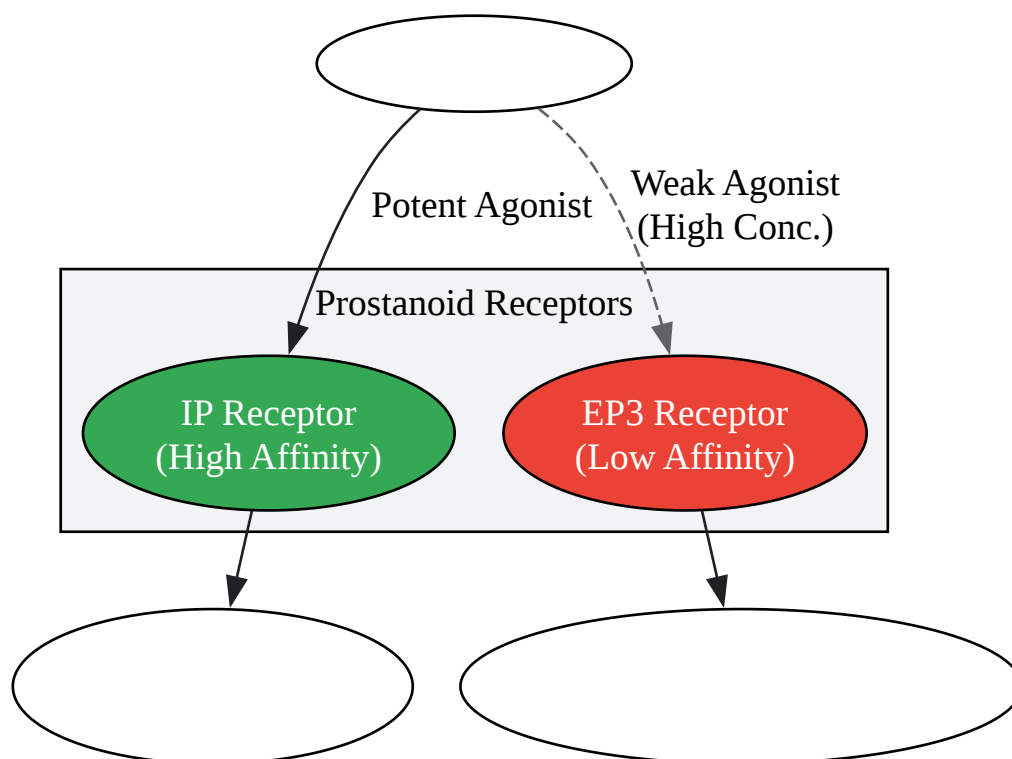 Potent Agonist
Weak Agonist
(High Conc.)
Prostanoid Receptors
IP Receptor
(High Affinity)
EP3 Receptor
(Low Affinity)